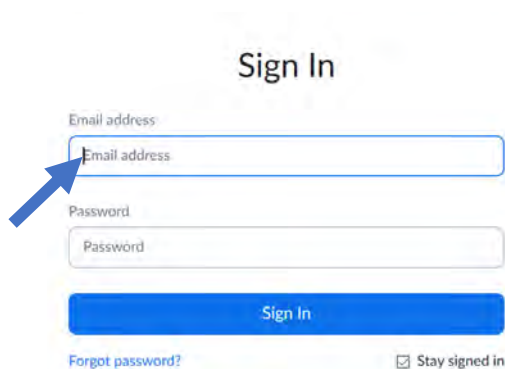 Sign In
Email address
Email address
Password
Password
Sign In
Forgot password? Stay signed in